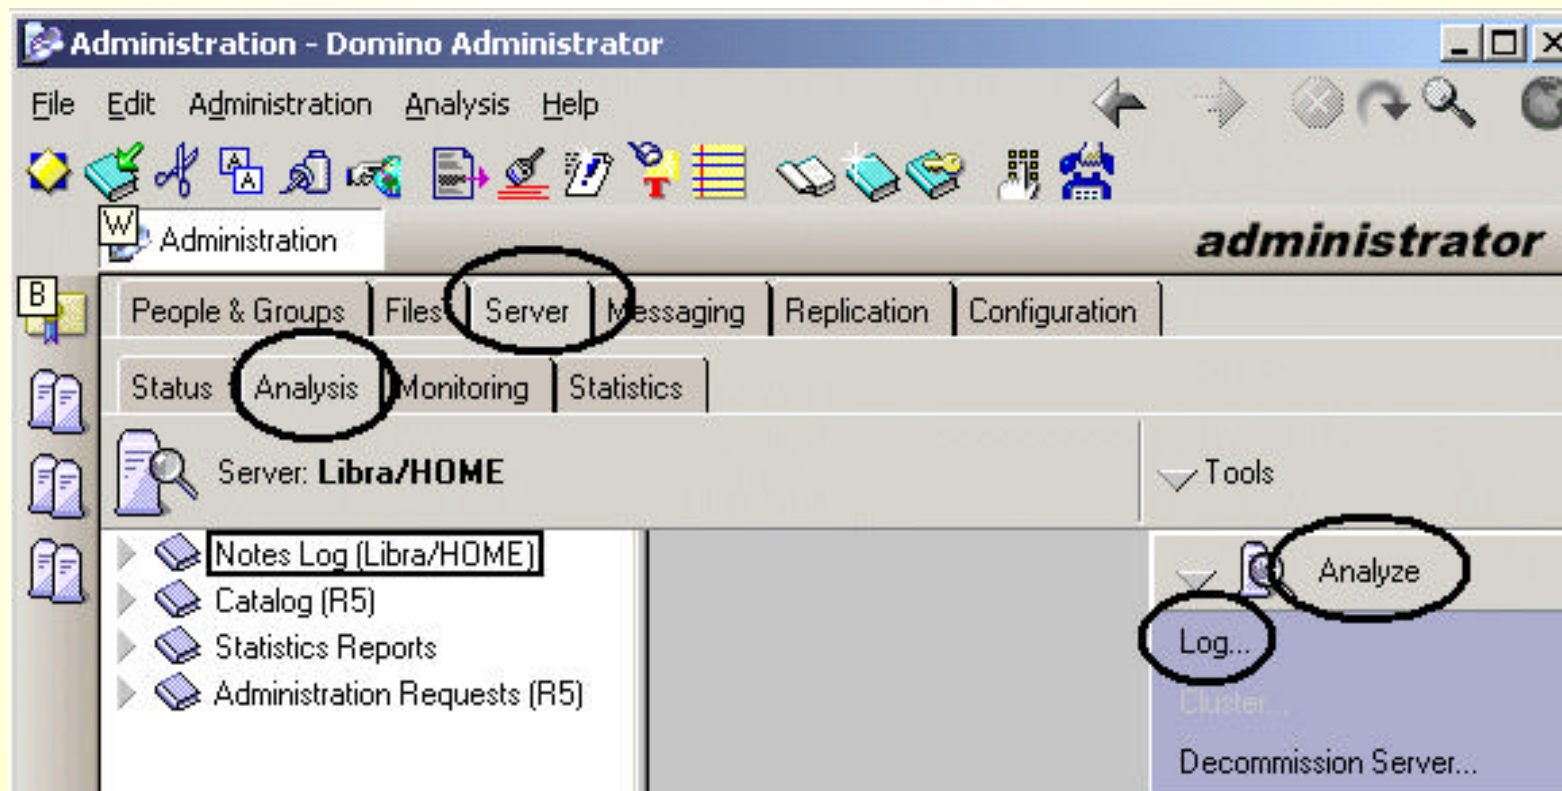 Administration - Domino Administrator
File Edit Administration Analysis Help
W Administration
administrator
B
People & Groups Files Server Messaging Replication Configuration
Status Analysis Monitoring Statistics
Server: Libra/HOME
Tools
Notes Log (Libra/HOME)
Catalog (R5)
Statistics Reports
Administration Requests (R5)
Analyze
Log...
Cluster...
Decommission Server...